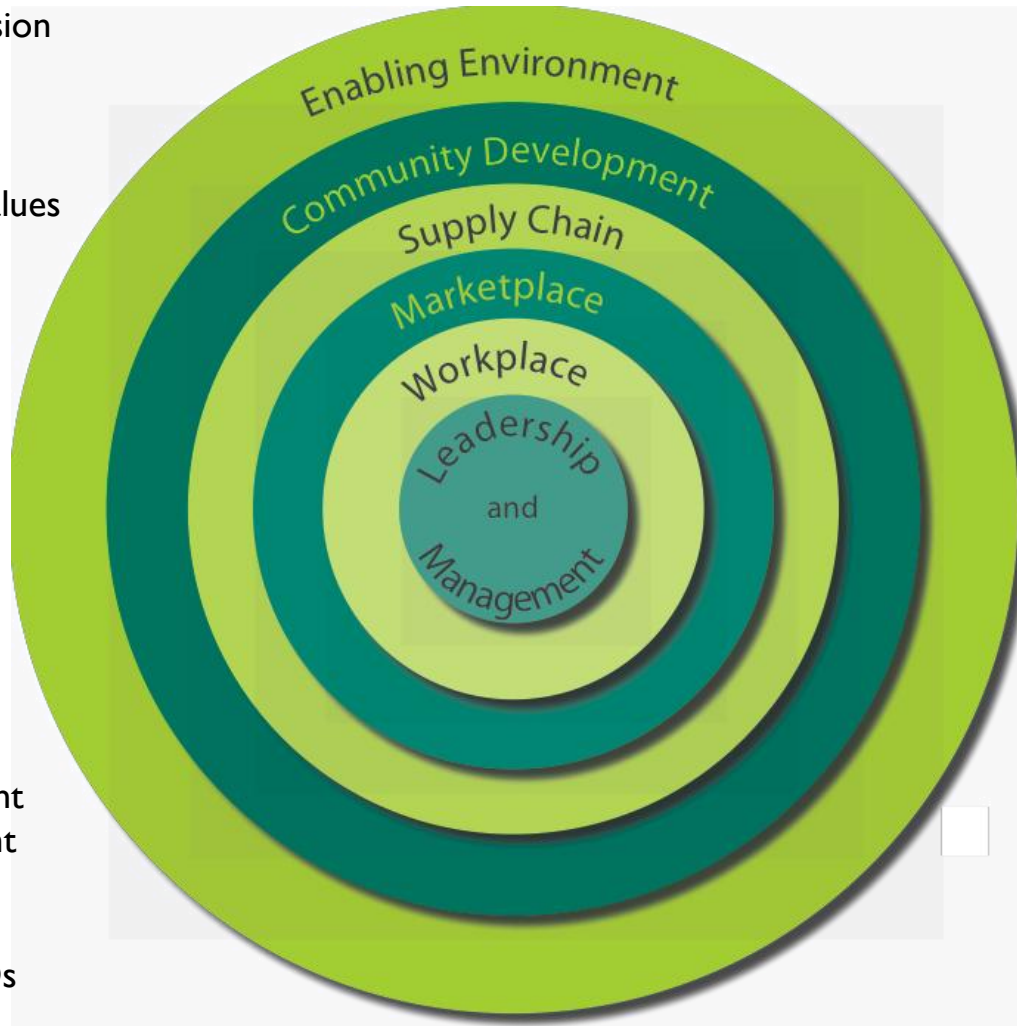 sion
Enabling Environment
Community Development
lues
Supply Chain
Marketplace
Workplace
Leadership
and
Management
nt
nt
s